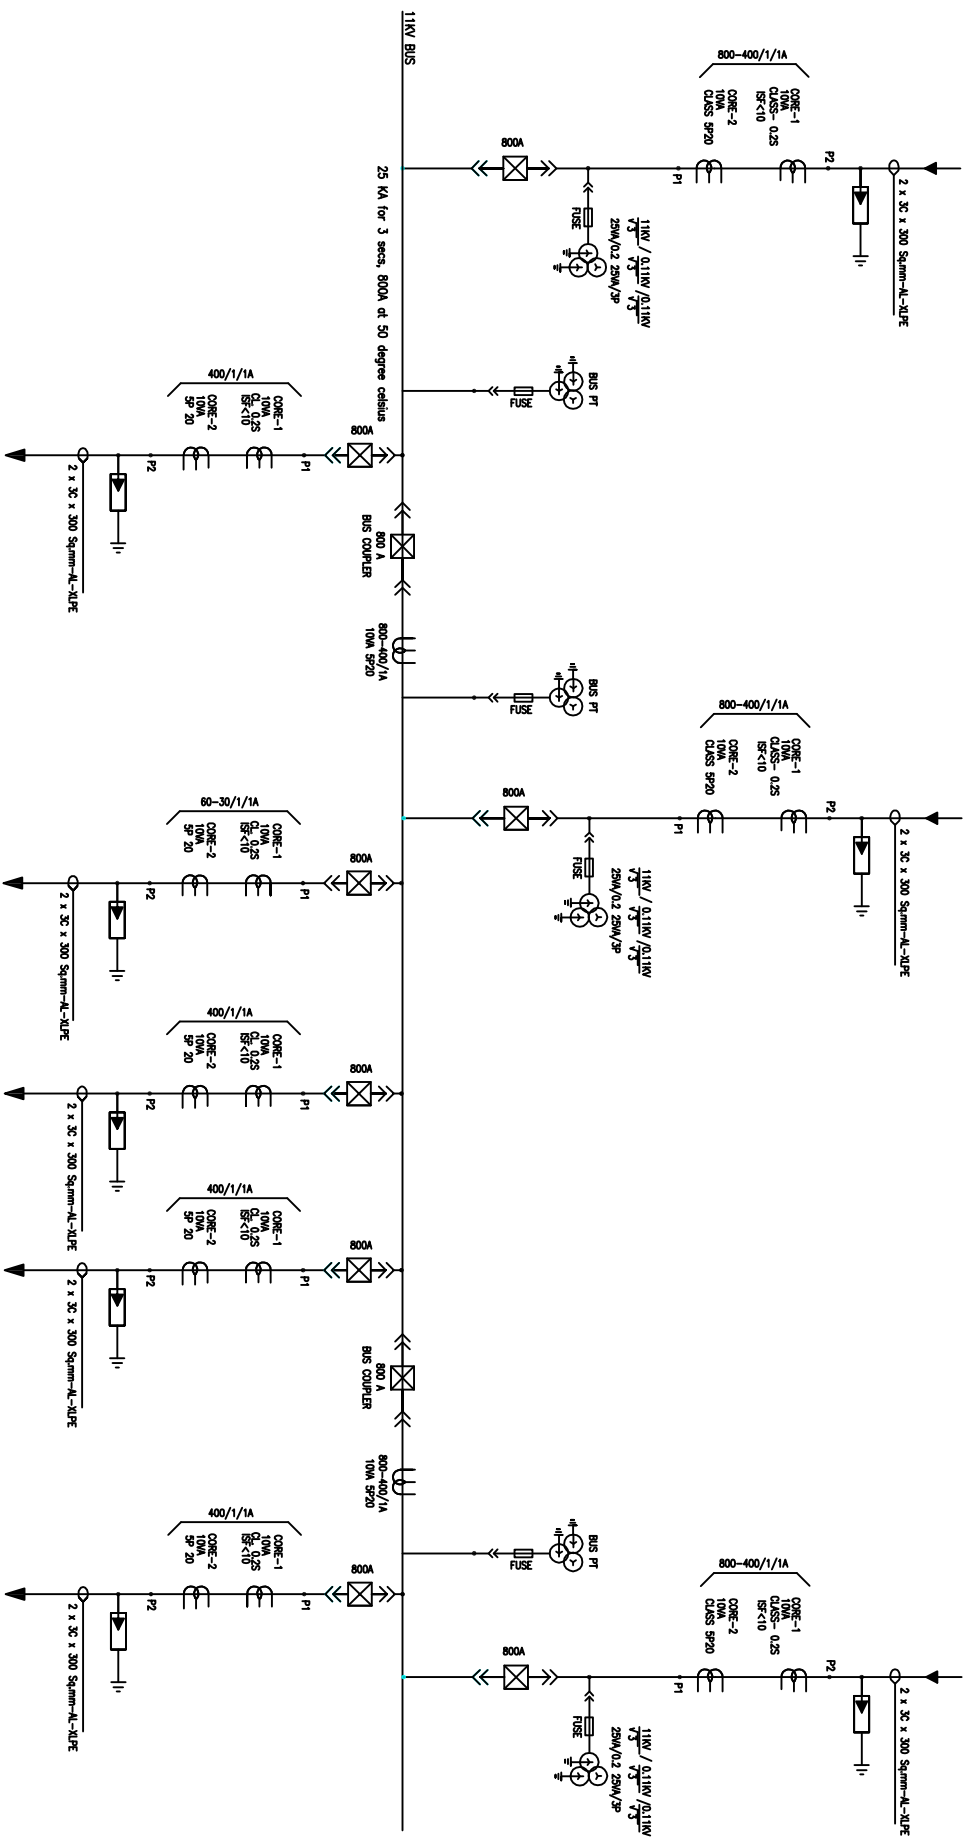 2 x 3C x 300 Sq.mm-AL-XLPE
P2
800-400/1/1A
CORE-1
10VA
CLASS- 0.2S
ISF<10
CORE-2
10VA
CLASS 5P20
P1
11KV / 0.11KV /0.11KV
√3 √3 √3
25VA/0.2 25VA/3P
FUSE
800A
BUS PT
FUSE
BUS PT
FUSE
2 x 3C x 300 Sq.mm-AL-XLPE
P2
800-400/1/1A
CORE-1
10VA
CLASS- 0.2S
ISF<10
CORE-2
10VA
CLASS 5P20
P1
11KV / 0.11KV /0.11KV
√3 √3 √3
25VA/0.2 25VA/3P
FUSE
800A
BUS PT
FUSE
2 x 3C x 300 Sq.mm-AL-XLPE
P2
800-400/1/1A
CORE-1
10VA
CLASS- 0.2S
ISF<10
CORE-2
10VA
CLASS 5P20
P1
11KV / 0.11KV /0.11KV
√3 √3 √3
25VA/0.2 25VA/3P
FUSE
800A
11KV BUS
25 KA for 3 secs, 800A at 50 degree celsius
800 A
BUS COUPLER
800-400/1A
10VA 5P20
800 A
BUS COUPLER
800-400/1A
10VA 5P20
800A
P1
400/1/1A
CORE-1
10VA
CL. 0.2S
ISF<10
CORE-2
10VA
5P 20
P2
2 x 3C x 300 Sq.mm-AL-XLPE
800A
P1
60-30/1/1A
CORE-1
10VA
CL. 0.2S
ISF<10
CORE-2
10VA
5P 20
P2
2 x 3C x 300 Sq.mm-AL-XLPE
800A
P1
400/1/1A
CORE-1
10VA
CL. 0.2S
ISF<10
CORE-2
10VA
5P 20
P2
2 x 3C x 300 Sq.mm-AL-XLPE
800A
P1
400/1/1A
CORE-1
10VA
CL. 0.2S
ISF<10
CORE-2
10VA
5P 20
P2
2 x 3C x 300 Sq.mm-AL-XLPE
800A
P1
400/1/1A
CORE-1
10VA
CL. 0.2S
ISF<10
CORE-2
10VA
5P 20
P2
2 x 3C x 300 Sq.mm-AL-XLPE